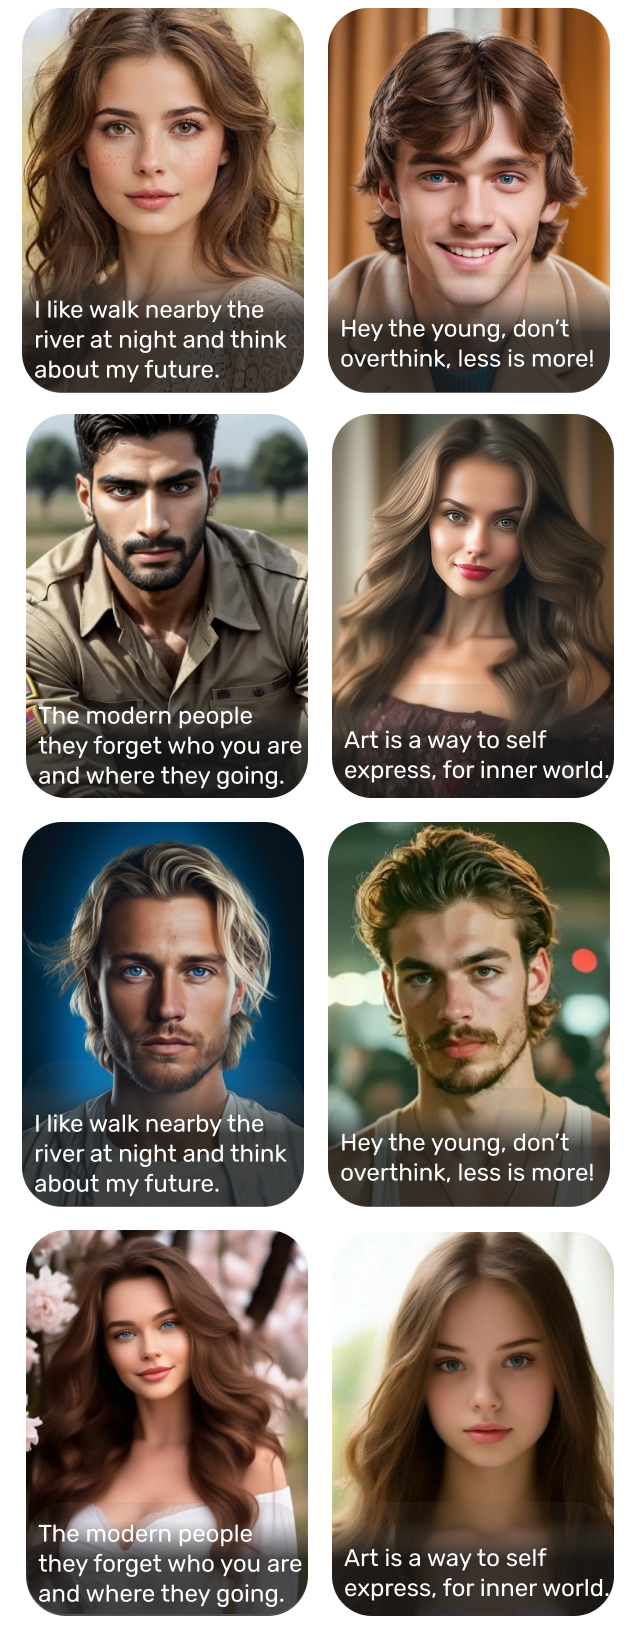 I like walk nearby the
river at night and think
about my future.
Hey the young, don't
overthink, less is more!
The modern people
they forget who you are
and where they going.
Art is a way to self
express, for inner world.
I like walk nearby the
river at night and think
about my future.
Hey the young, don't
overthink, less is more!
The modern people
they forget who you are
and where they going.
Art is a way to self
express, for inner world.